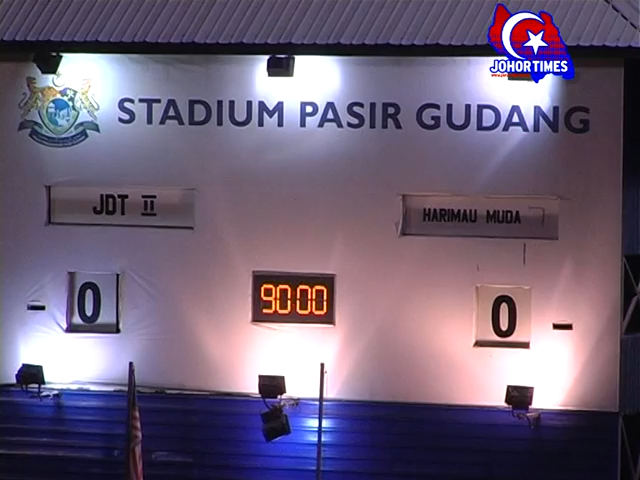 JOHOR TIMES
STADIUM PASIR GUDANG
JDT II
HARIMAU MUDA
0
90:00
0